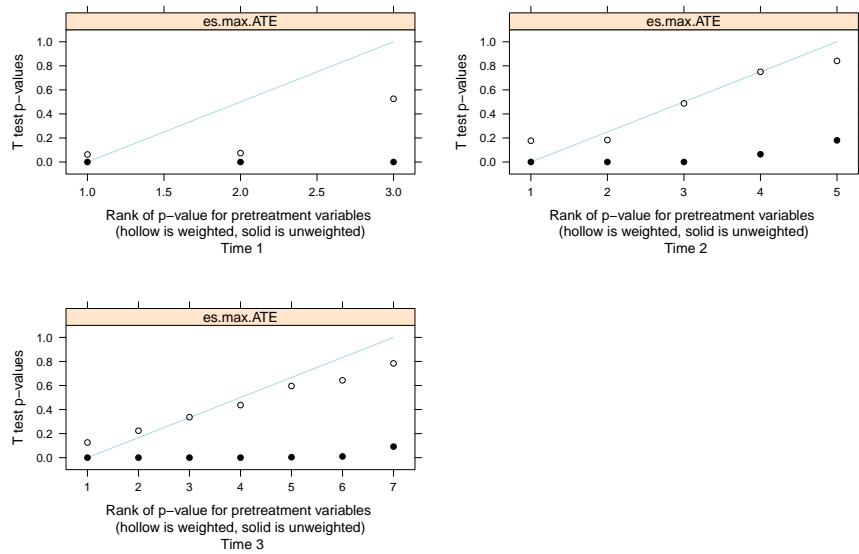 es.max.ATE
T test p−values
1.0
0.8
0.6
0.4
0.2
0.0
1.0 1.5 2.0 2.5 3.0
Rank of p−value for pretreatment variables
(hollow is weighted, solid is unweighted)
Time 1
es.max.ATE
T test p−values
1.0
0.8
0.6
0.4
0.2
0.0
1 2 3 4 5
Rank of p−value for pretreatment variables
(hollow is weighted, solid is unweighted)
Time 2
es.max.ATE
T test p−values
1.0
0.8
0.6
0.4
0.2
0.0
1 2 3 4 5 6 7
Rank of p−value for pretreatment variables
(hollow is weighted, solid is unweighted)
Time 3